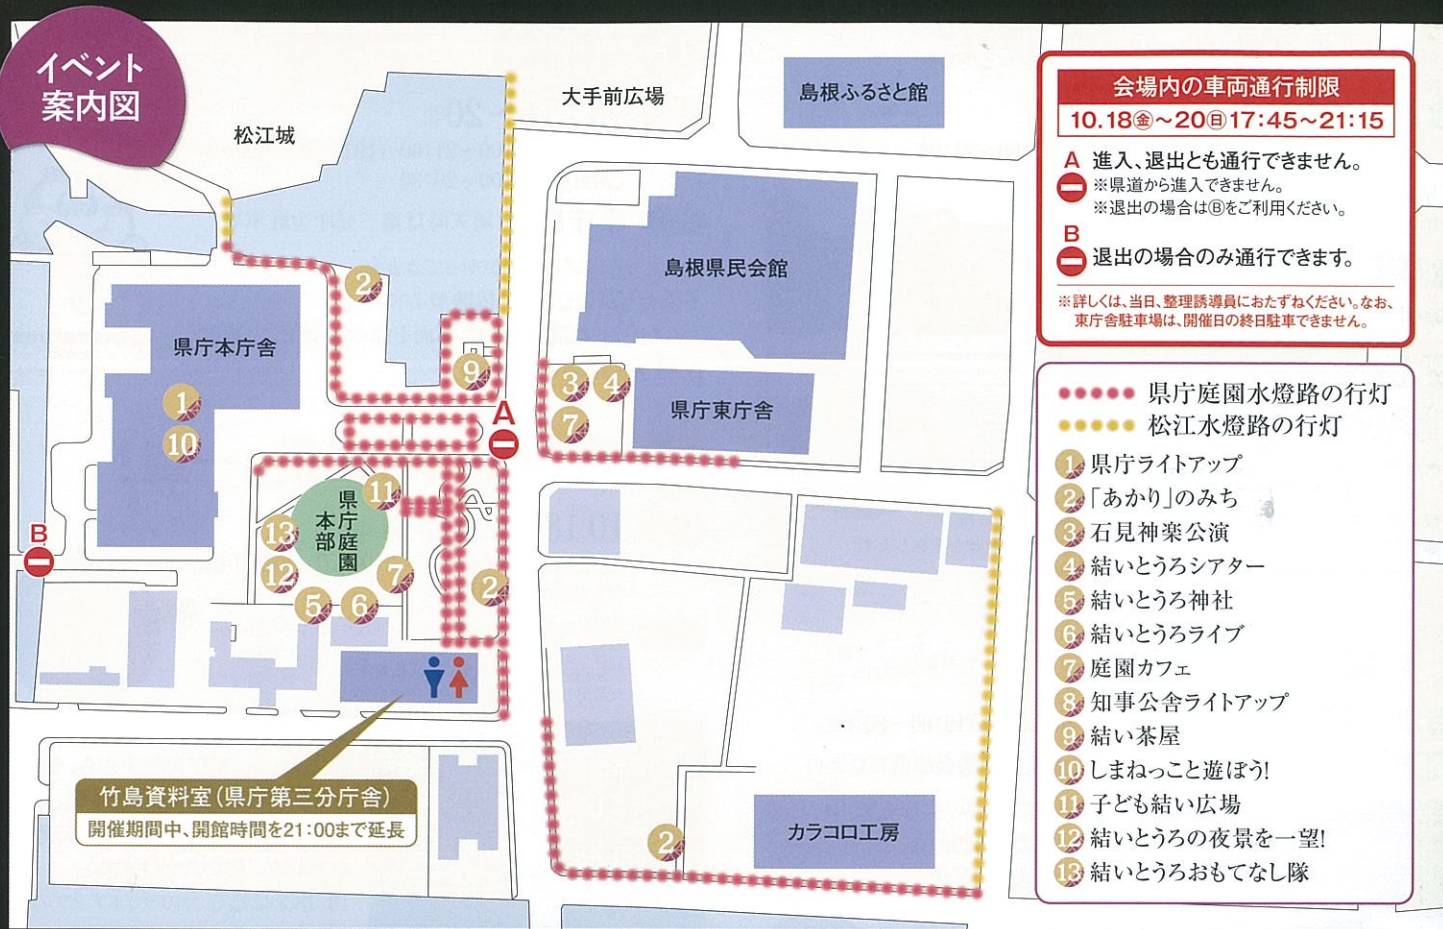 イベント
案内図
松江城
大手前広場
島根ふるさと館
島根県民会館
県庁本庁舎
県庁東庁舎
2
1
10
9
3
4
7
A
B
県庁庭園
本部
11
13
12
5
6
7
2
竹島資料室(県庁第三分庁舎)
開催期間中、開館時間を21:00まで延長
2
カラコロ工房
会場内の車両通行制限
10.18㊎～20㊐17:45～21:15
A 進入、退出とも通行できません。
※県道から進入できません。
※退出の場合はⒷをご利用ください。
B
退出の場合のみ通行できます。
※詳しくは、当日、整理誘導員におたずねください。なお、
東庁舎駐車場は、開催日の終日駐車できません。
県庁庭園水燈路の行灯
松江水燈路の行灯
1 県庁ライトアップ
2 「あかり」のみち
3 石見神楽公演
4 結いとうろシアター
5 結いとうろ神社
6 結いとうろライブ
7 庭園カフェ
8 知事公舎ライトアップ
9 結い茶屋
10 しまねっこと遊ぼう!
11 子ども結い広場
12 結いとうろの夜景を一望!
13 結いとうろおもてなし隊